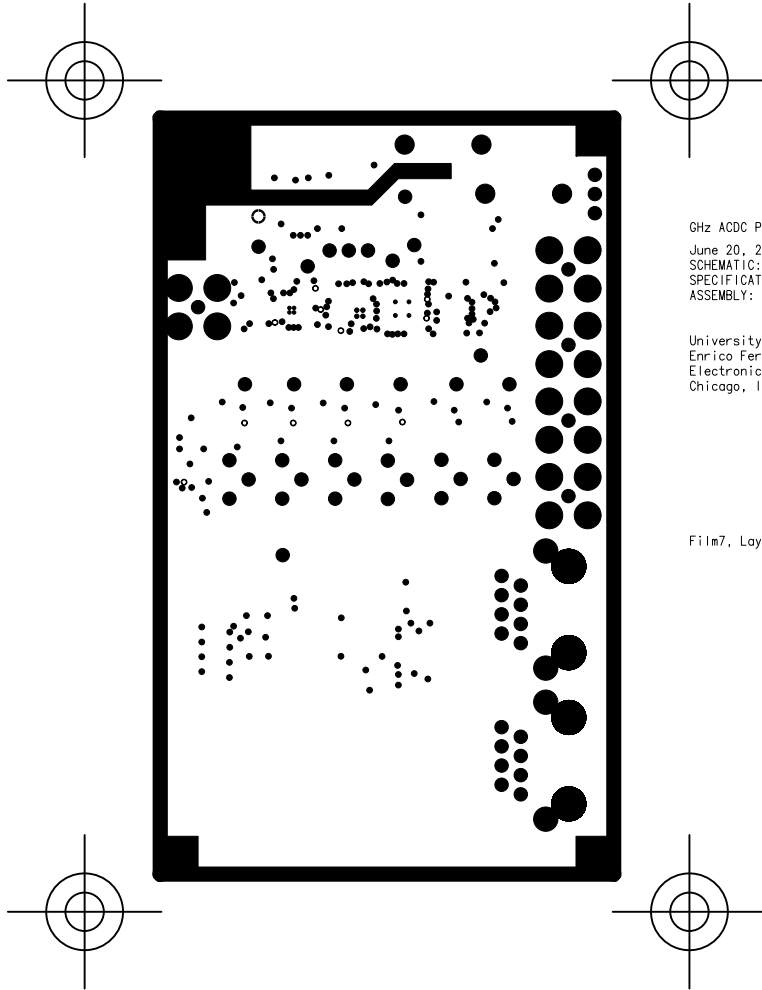 GHz ACDC P
June 20, 2
SCHEMATIC:
SPECIFICAT
ASSEMBLY:
University
Enrico Fer
Electronic
Chicago, I
Film7, Lay